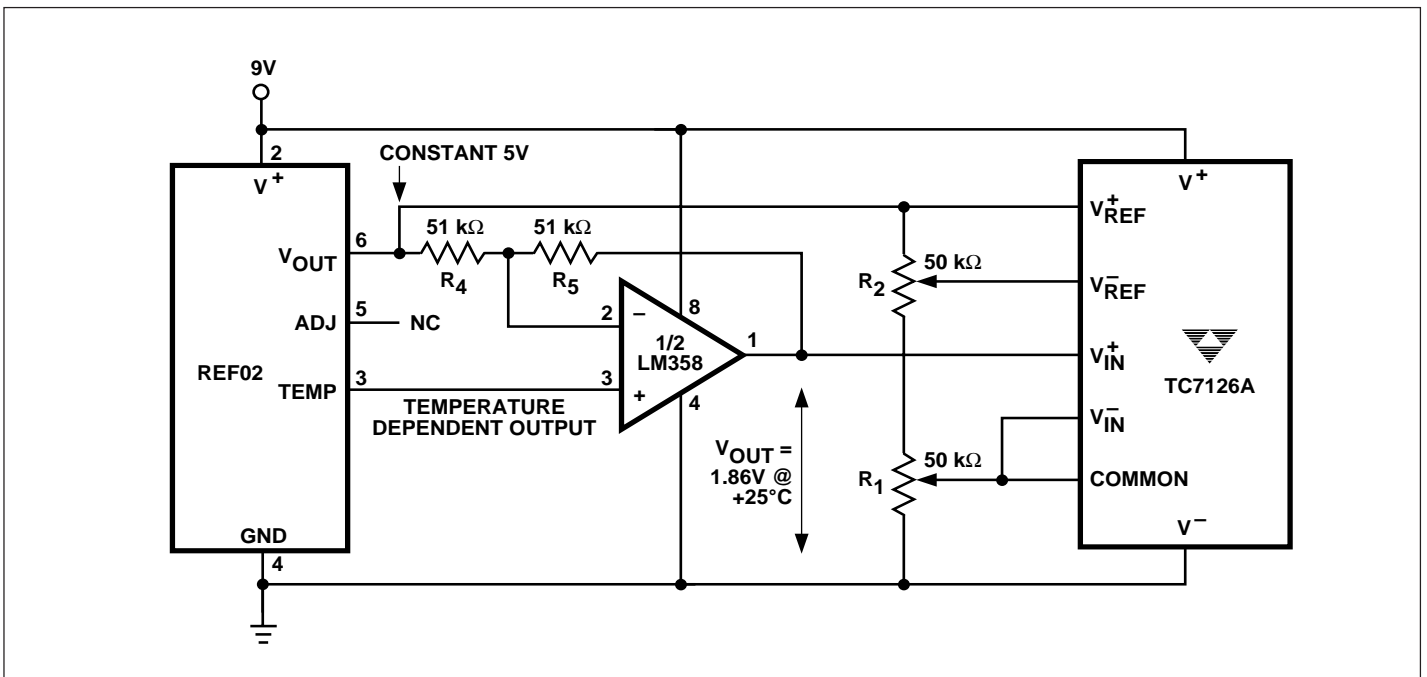 9V
2
V+
CONSTANT 5V
51 kΩ
51 kΩ
6
VOUT
R4
R5
5
ADJ
NC
REF02
3
TEMP
TEMPERATURE
DEPENDENT OUTPUT
GND
4
2
–
8
1/2
LM358
1
3
+
4
VOUT =
1.86V @
+25°C
50 kΩ
R2
50 kΩ
R1
V+
V+REF
V–REF
V+IN
TC7126A
V–IN
COMMON
V–